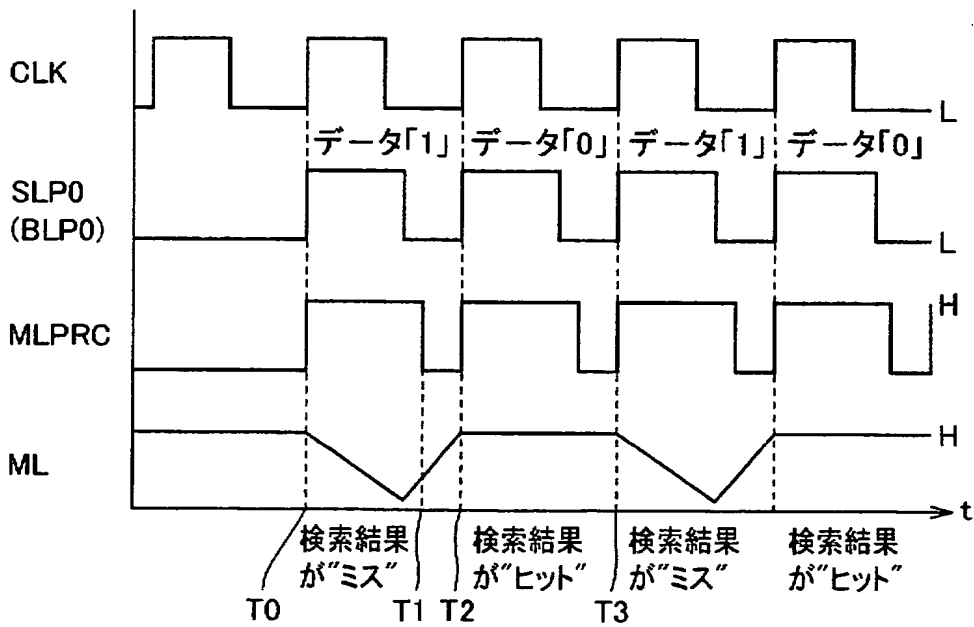 CLK
L
データ「1」 データ「0」 データ「1」 データ「0」
SLP0
(BLP0)
L
MLPRC
H
ML
H
t
検索結果
が"ミス"
検索結果
が"ヒット"
検索結果
が"ミス"
検索結果
が"ヒット"
T0 T1 T2 T3